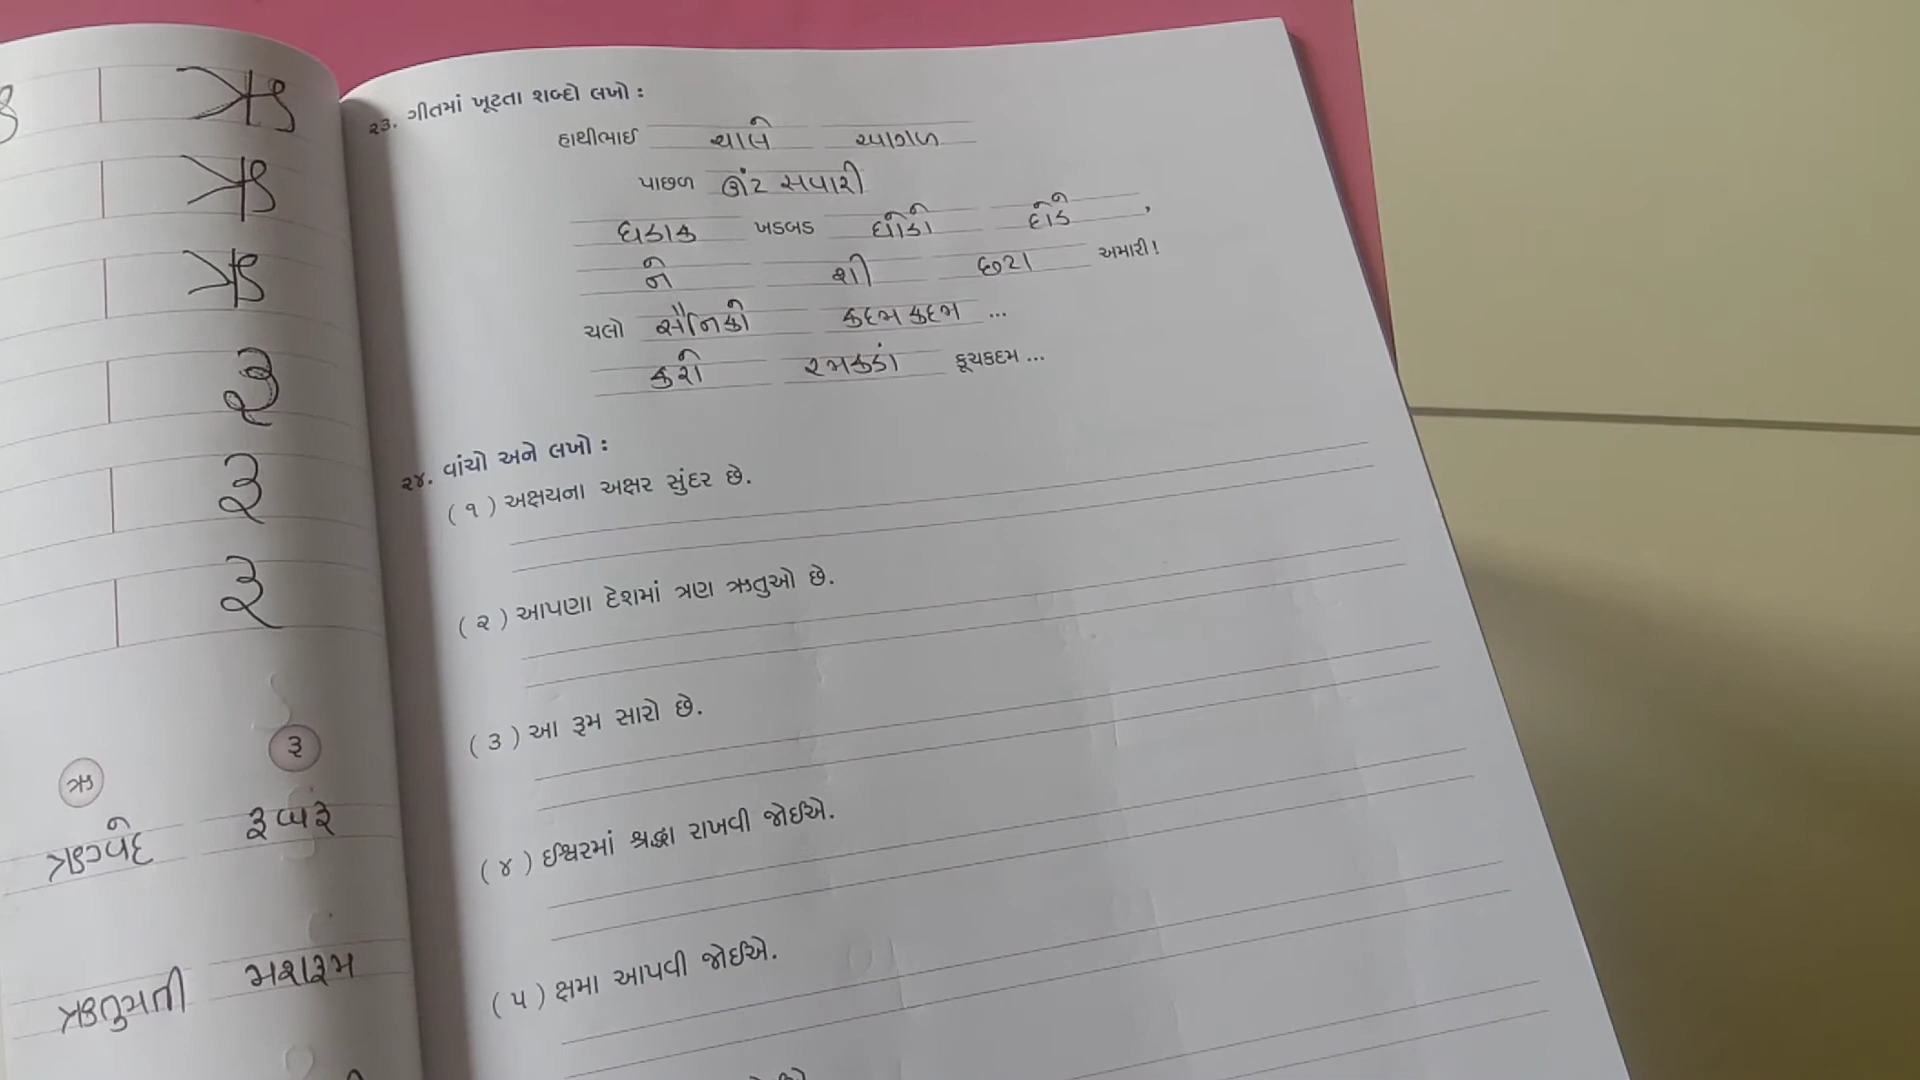 ઋ
ઋ
ઋ
રૂ
રૂ
રૂ
ઋ રૂ
ઋગ્વેદ રૂબરૂ
ઋતુમતી મશરૂમ
૨૩. ગીતમાં ખૂટતા શબ્દો લખો :
હાથીભાઈ ચાલે આગળ
પાછળ ઊંટ સવારી
ધડાક ખડબડ ઘોડો દોડે ,
ને શી છટા અમારી!
ચલો સૈનિકો કદમ કદમ ...
કરો રમકડાં કૂચકદમ ...
૨૪. વાંચો અને લખો :
(૧) અક્ષયના અક્ષર સુંદર છે.
(૨) આપણા દેશમાં ત્રણ ઋતુઓ છે.
(૩) આ રૂમ સારો છે.
(૪) ઈશ્વરમાં શ્રદ્ધા રાખવી જોઈએ.
(૫) ક્ષમા આપવી જોઈએ.